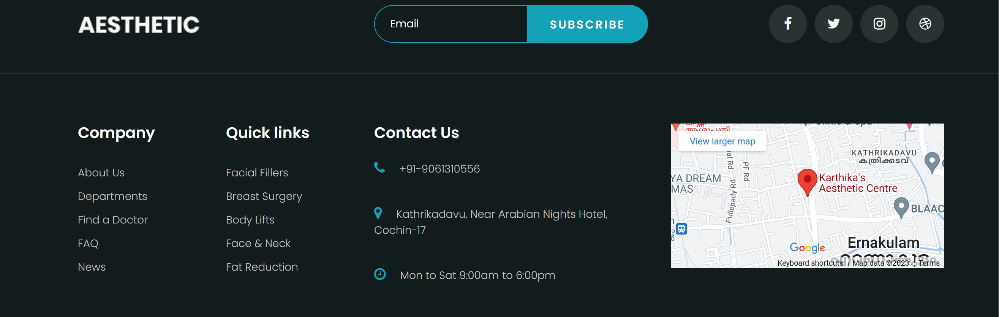 AESTHETIC
Email
SUBSCRIBE
Company
About Us
Departments
Find a Doctor
FAQ
News
Quick links
Facial Fillers
Breast Surgery
Body Lifts
Face & Neck
Fat Reduction
Contact Us
+91-9061310556
Kathrikadavu, Near Arabian Nights Hotel,
Cochin-17
Mon to Sat 9:00am to 6:00pm
ആശുപത്രി
View larger map
KATHRIKADAVU
കത്രിക്കടവ്
PF Rd
Pullepady Rd
YA DREAM
MAS
Karthika's
Aesthetic Centre
BLAAC
Google
Ernakulam
Keyboard shortcuts
Map data ©2023
Terms